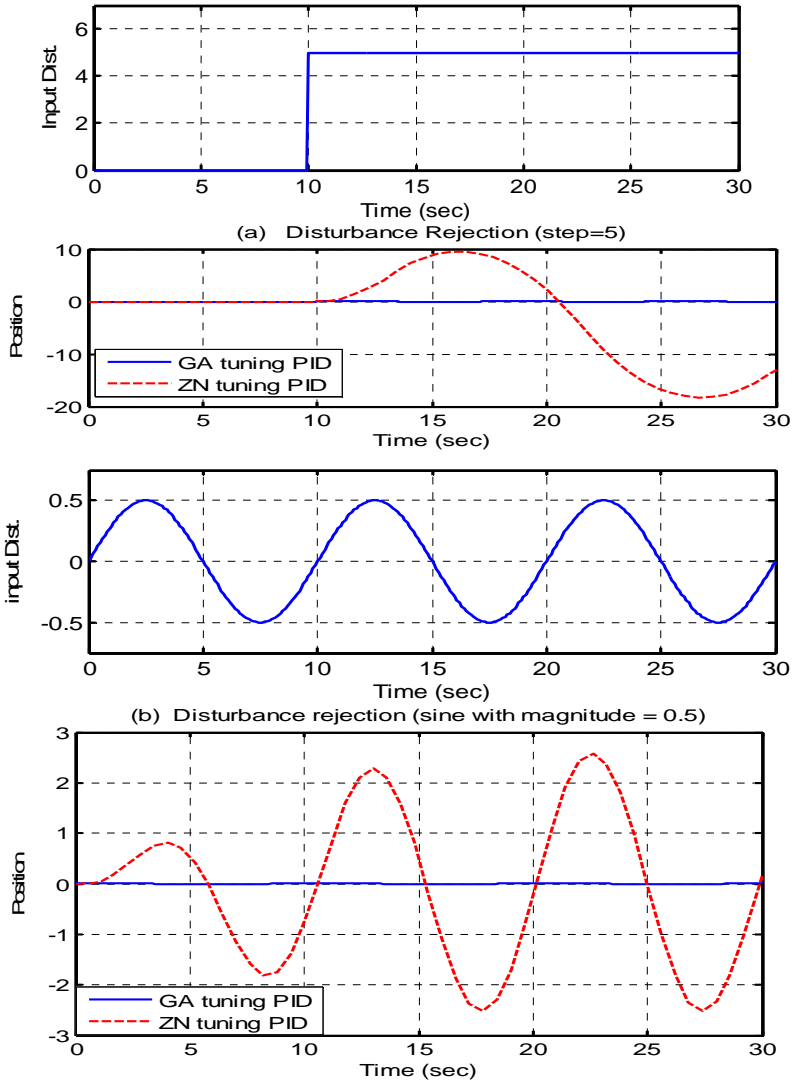 6
4
2
0
Input Dist.
0 5 10 15 20 25 30
Time (sec)
(a) Disturbance Rejection (step=5)
10
0
-10
-20
Position
GA tuning PID
ZN tuning PID
0 5 10 15 20 25 30
Time (sec)
0.5
0
-0.5
input Dist.
0 5 10 15 20 25 30
Time (sec)
(b) Disturbance rejection (sine with magnitude = 0.5)
3
2
1
0
-1
-2
-3
Position
GA tuning PID
ZN tuning PID
0 5 10 15 20 25 30
Time (sec)